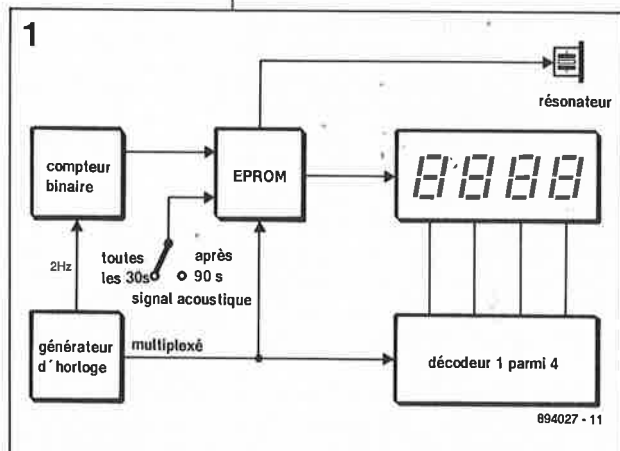 1
résonateur
compteur
binaire
EPROM
8888
2Hz
toutes
les 30s
après
90 s
signal acoustique
générateur
d´horloge
multiplexé
décodeur 1 parmi 4
894027 - 11